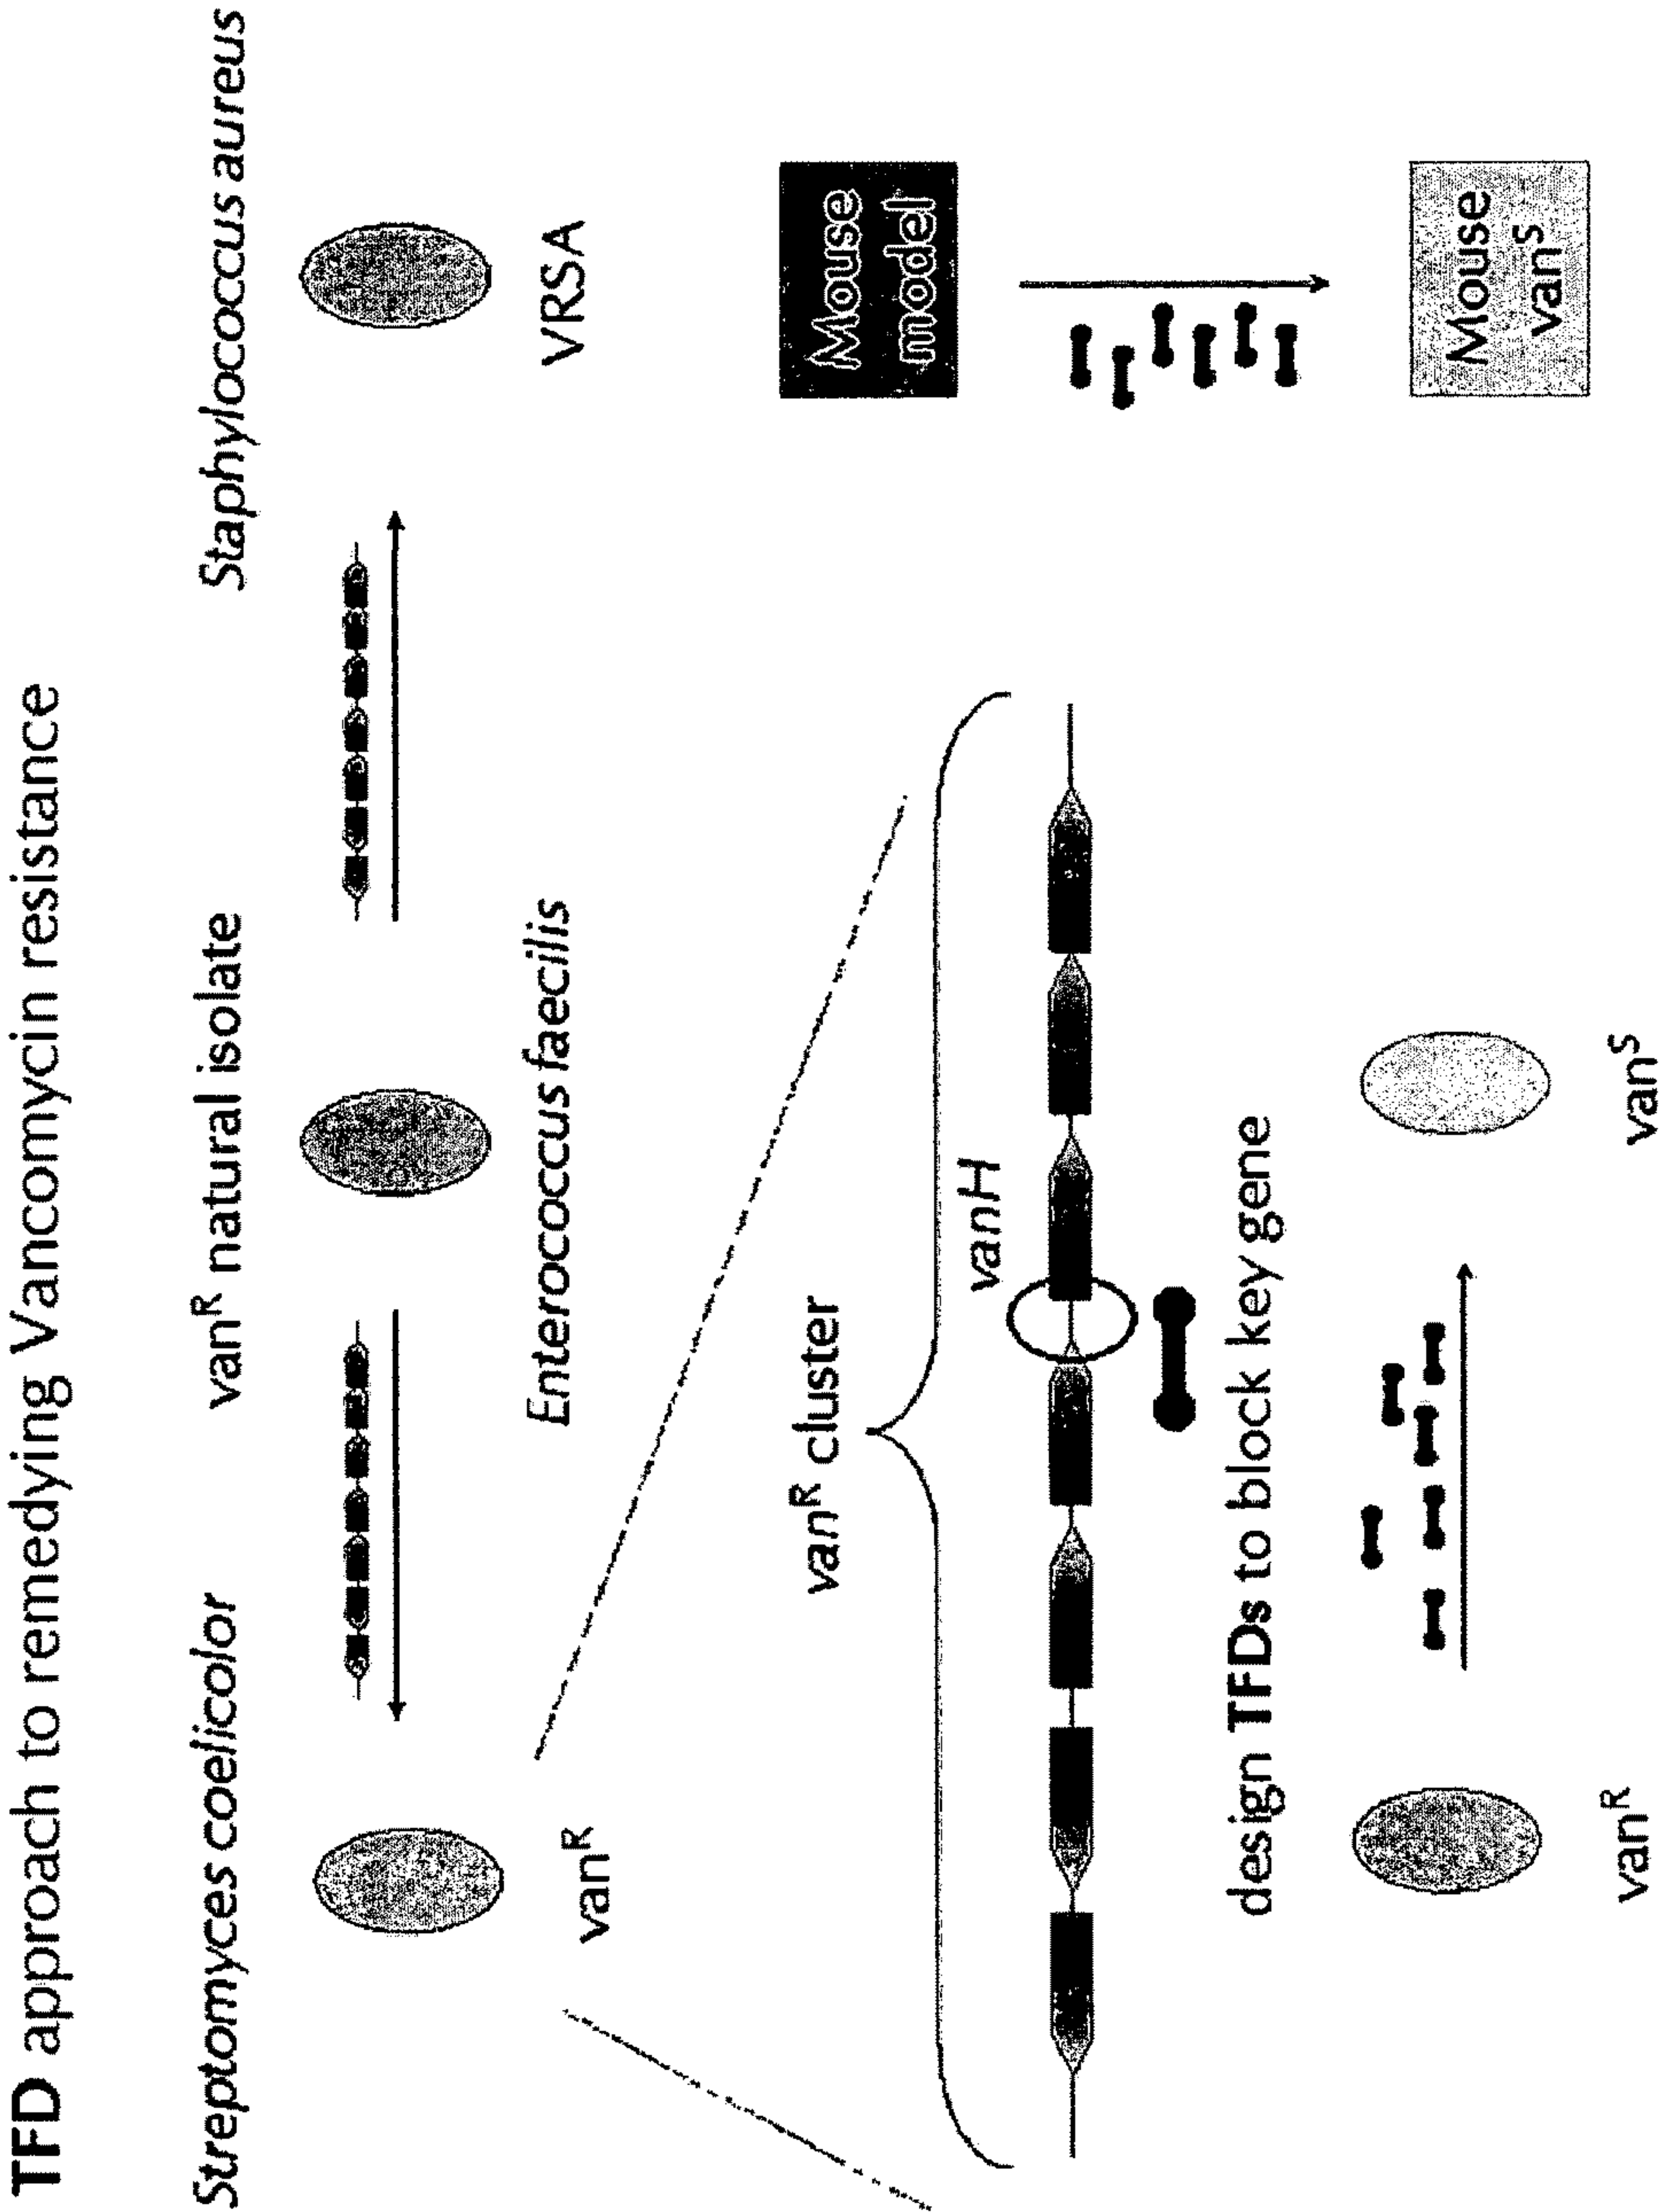 TFD approach to remedying Vancomycin resistance
Streptomyces coelicolor
vanR natural isolate
Staphylococcus aureus
vanR
Enterococcus faecilis
VRSA
vanR cluster
vanH
Mouse
model
design TFDs to block key gene
vanR
vanS
Mouse
vanS